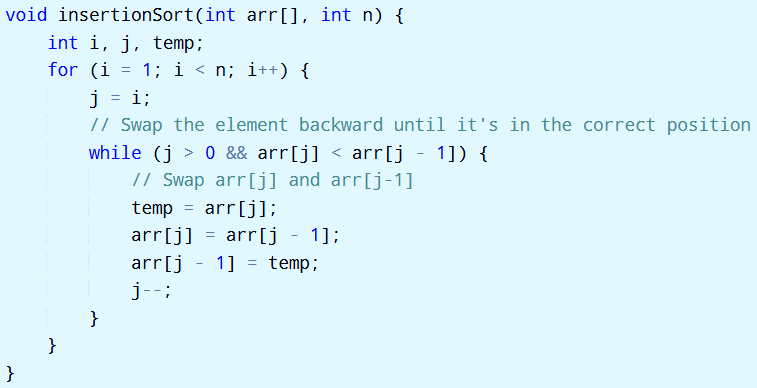 void insertionSort(int arr[], int n) {
    int i, j, temp;
    for (i = 1; i < n; i++) {
        j = i;
        // Swap the element backward until it's in the correct position
        while (j > 0 && arr[j] < arr[j - 1]) {
            // Swap arr[j] and arr[j-1]
            temp = arr[j];
            arr[j] = arr[j - 1];
            arr[j - 1] = temp;
            j--;
        }
    }
}